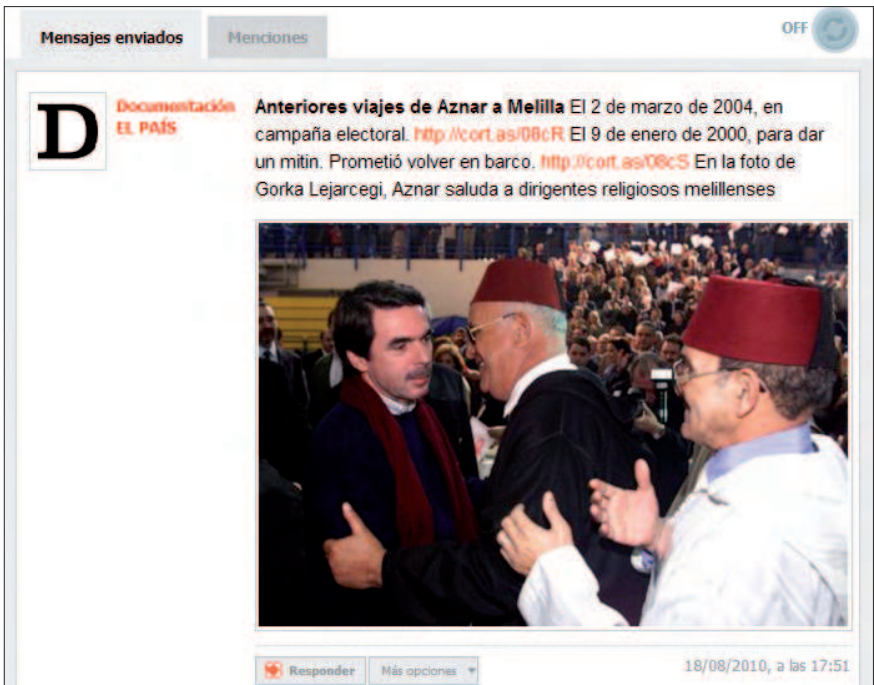 Mensajes enviados
Menciones
OFF
D
Documentación
EL PAÍS
Anteriores viajes de Aznar a Melilla El 2 de marzo de 2004, en
campaña electoral. http://cort.as/08cR El 9 de enero de 2000, para dar
un mitin. Prometió volver en barco. http://cort.as/08cS En la foto de
Gorka Lejarcegi, Aznar saluda a dirigentes religiosos melillenses
Responder
Más opciones
18/08/2010, a las 17:51